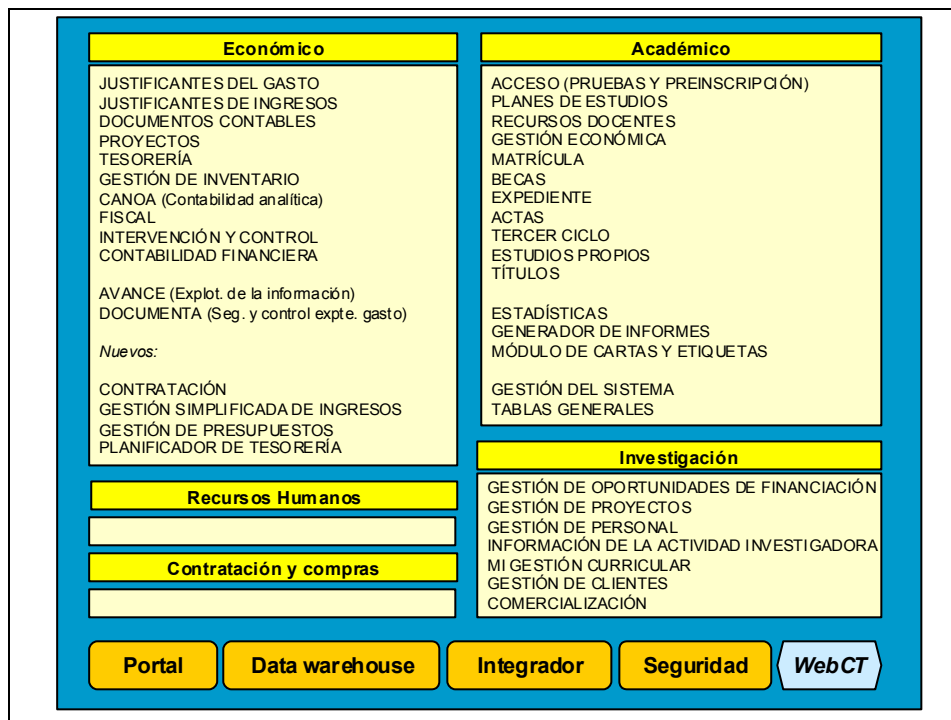 Económico
JUSTIFICANTES DEL GASTO
JUSTIFICANTES DE INGRESOS
DOCUMENTOS CONTABLES
PROYECTOS
TESORERÍA
GESTIÓN DE INVENTARIO
CANOA (Contabilidad analítica)
FISCAL
INTERVENCIÓN Y CONTROL
CONTABILIDAD FINANCIERA
AVANCE (Explot. de la información)
DOCUMENTA (Seg. y control expte. gasto)
Nuevos:
CONTRATACIÓN
GESTIÓN SIMPLIFICADA DE INGRESOS
GESTIÓN DE PRESUPUESTOS
PLANIFICADOR DE TESORERÍA
Recursos Humanos
Contratación y compras
Académico
ACCESO (PRUEBAS Y PREINSCRIPCIÓN)
PLANES DE ESTUDIOS
RECURSOS DOCENTES
GESTIÓN ECONÓMICA
MATRÍCULA
BECAS
EXPEDIENTE
ACTAS
TERCER CICLO
ESTUDIOS PROPIOS
TÍTULOS
ESTADÍSTICAS
GENERADOR DE INFORMES
MÓDULO DE CARTAS Y ETIQUETAS
GESTIÓN DEL SISTEMA
TABLAS GENERALES
Investigación
GESTIÓN DE OPORTUNIDADES DE FINANCIACIÓN
GESTIÓN DE PROYECTOS
GESTIÓN DE PERSONAL
INFORMACIÓN DE LA ACTIVIDAD INVESTIGADORA
MI GESTIÓN CURRICULAR
GESTIÓN DE CLIENTES
COMERCIALIZACIÓN
Portal
Data warehouse
Integrador
Seguridad
WebCT